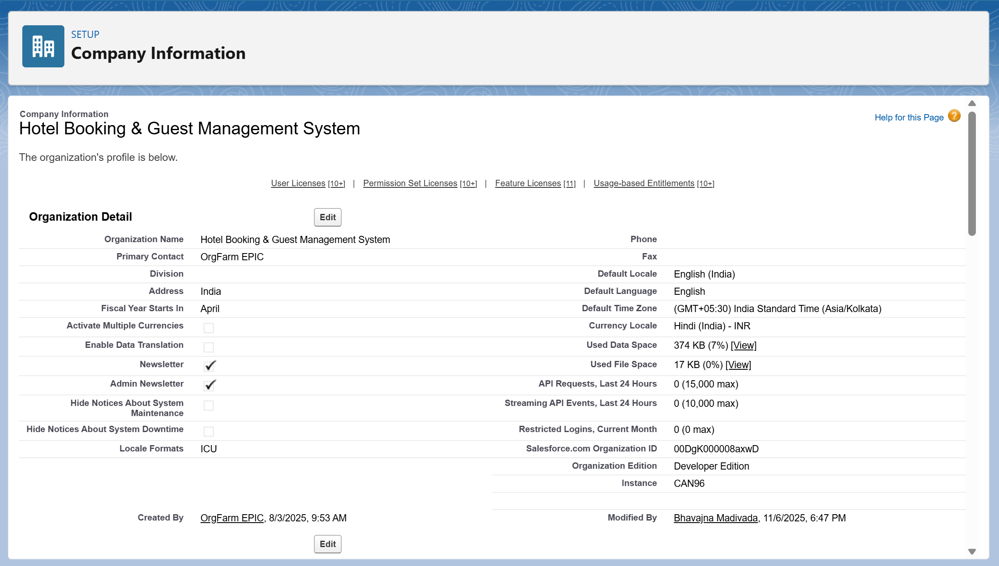 SETUP
Company Information
Company Information
Hotel Booking & Guest Management System
Help for this Page ?
The organization's profile is below.
User Licenses [10+] | Permission Set Licenses [10+] | Feature Licenses [11] | Usage-based Entitlements [10+]
Organization Detail Edit
Organization Name Hotel Booking & Guest Management System Phone
Primary Contact OrgFarm EPIC Fax
Division Default Locale English (India)
Address India Default Language English
Fiscal Year Starts In April Default Time Zone (GMT+05:30) India Standard Time (Asia/Kolkata)
Activate Multiple Currencies Currency Locale Hindi (India) - INR
Enable Data Translation Used Data Space 374 KB (7%) [View]
Newsletter Used File Space 17 KB (0%) [View]
Admin Newsletter API Requests, Last 24 Hours 0 (15,000 max)
Hide Notices About System Maintenance Streaming API Events, Last 24 Hours 0 (10,000 max)
Hide Notices About System Downtime Restricted Logins, Current Month 0 (0 max)
Locale Formats ICU Salesforce.com Organization ID 00DgK000008axwD
Organization Edition Developer Edition
Instance CAN96
Created By OrgFarm EPIC, 8/3/2025, 9:53 AM Modified By Bhavajna Madivada, 11/6/2025, 6:47 PM
Edit